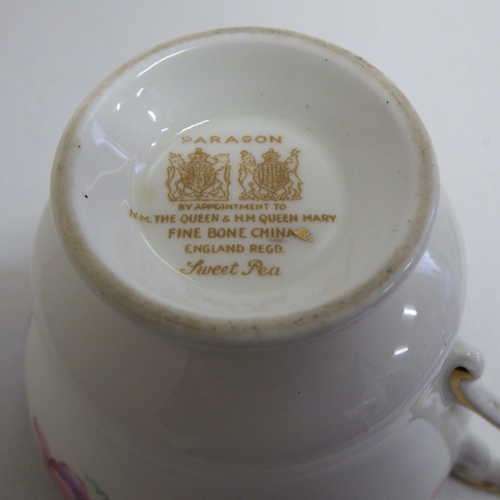 PARAGON
BY APPOINTMENT TO
H.M. THE QUEEN & H.M QUEEN MARY
FINE BONE CHINA
ENGLAND REGD.
Sweet Pea